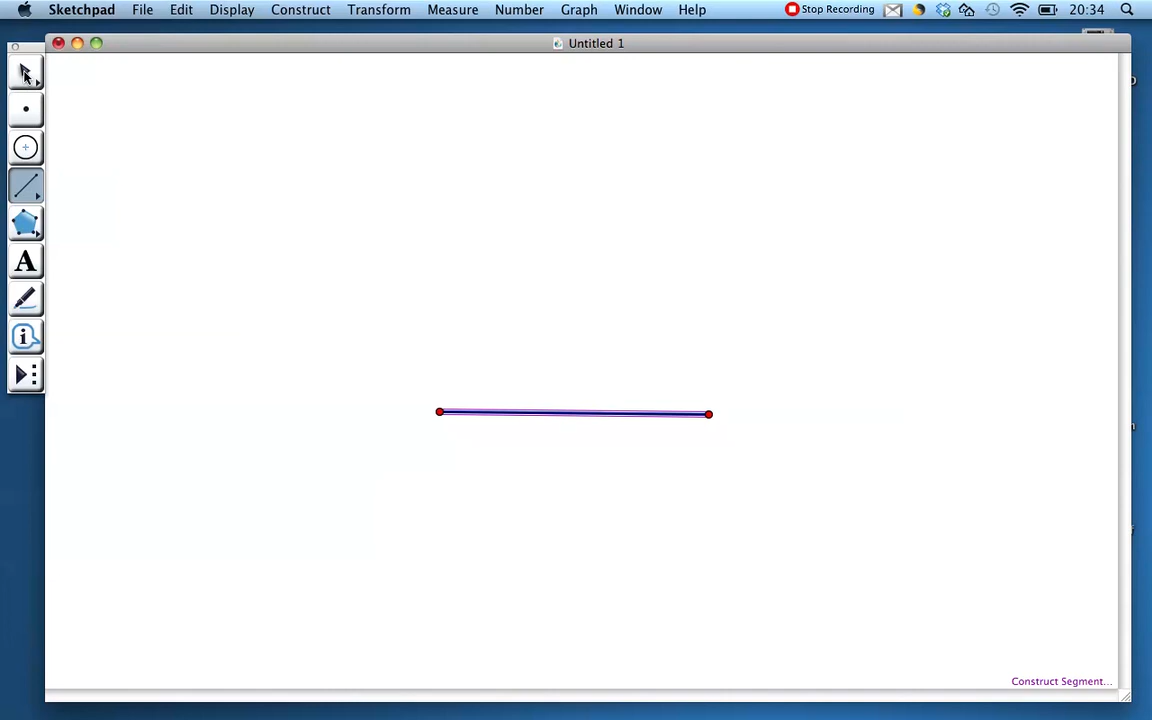 Sketchpad File Edit Display Construct Transform Measure Number Graph Window Help Stop Recording 20:34
Untitled 1
A
Construct Segment...